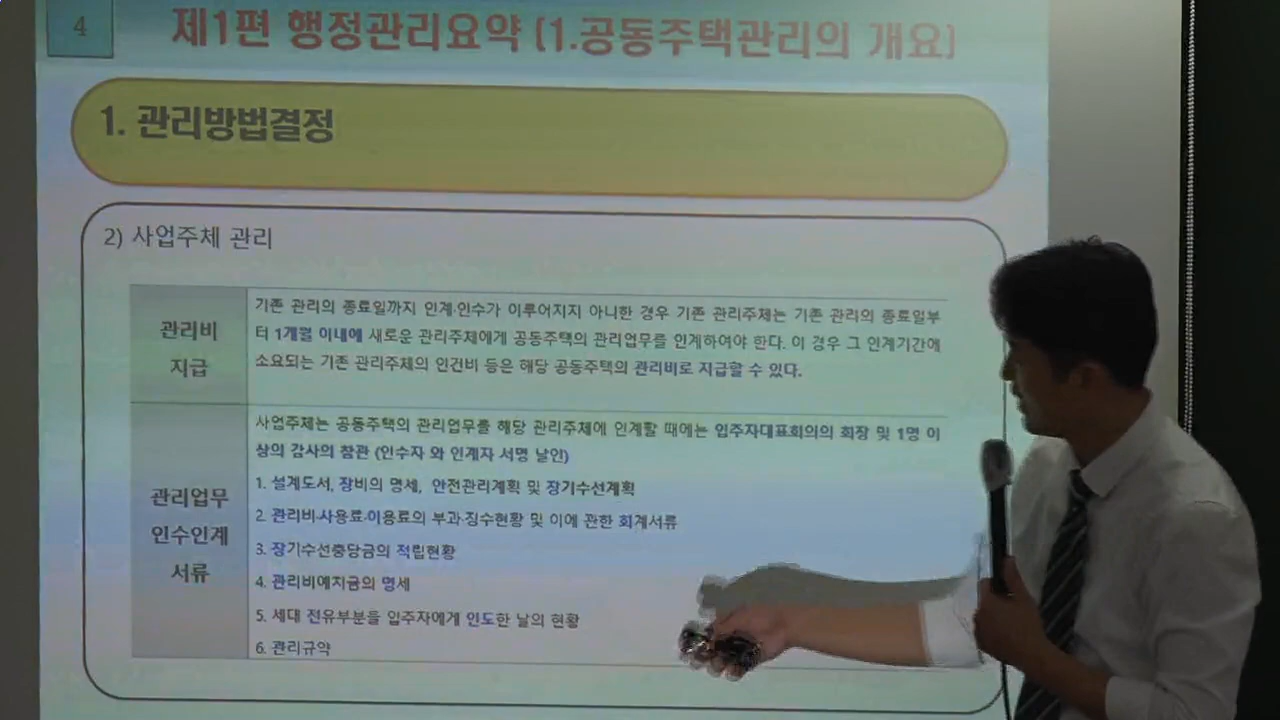 4
제1편 행정관리요약 (1.공동주택관리의 개요)
1. 관리방법결정
2) 사업주체 관리
관리비
지급
기존 관리의 종료일까지 인계·인수가 이루어지지 아니한 경우 기존 관리주체는 기존 관리의 종료일부
터 1개월 이내에 새로운 관리주체에게 공동주택의 관리업무를 인계하여야 한다. 이 경우 그 인계기간에
소요되는 기존 관리주체의 인건비 등은 해당 공동주택의 관리비로 지급할 수 있다.
관리업무
인수인계
서류
사업주체는 공동주택의 관리업무를 해당 관리주체에 인계할 때에는 입주자대표회의의 회장 및 1명 이
상의 감사의 참관 (인수자 와 인계자 서명 날인)
1. 설계도서, 장비의 명세, 안전관리계획 및 장기수선계획
2. 관리비·사용료·이용료의 부과·징수현황 및 이에 관한 회계서류
3. 장기수선충당금의 적립현황
4. 관리비예치금의 명세
5. 세대 전유부분을 입주자에게 인도한 날의 현황
6. 관리규약